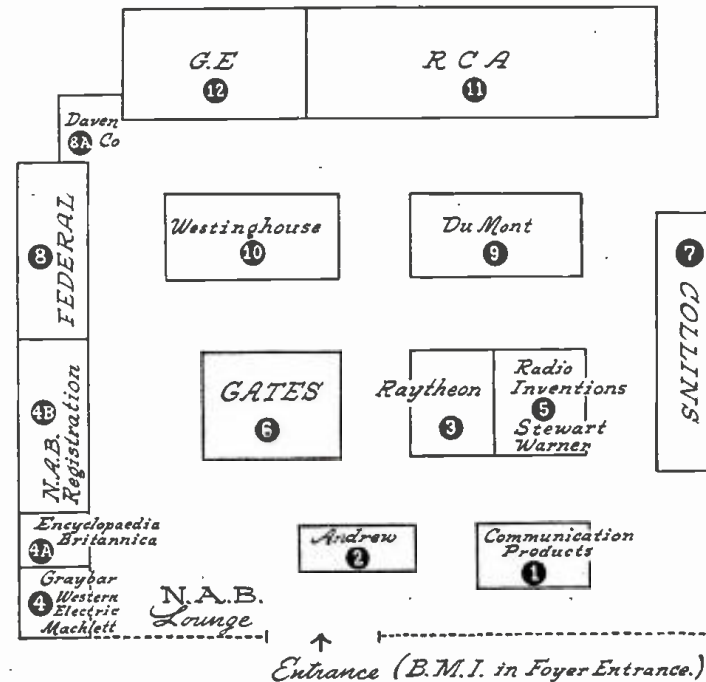 G.E
12
R C A
11
Daven
8A Co
8
FEDERAL
Westinghouse
10
Du Mont
9
7
COLLINS
4B
N.A.B.
Registration
GATES
6
Raytheon
3
Radio
Inventions
5
Stewart
Warner
Encyclopaedia
4A Britannica
Graybar
4 Western
Electric
Machlett
N.A.B.
Lounge
Andrew
2
Communication
Products
1
Entrance (B.M.I. in Foyer Entrance.)